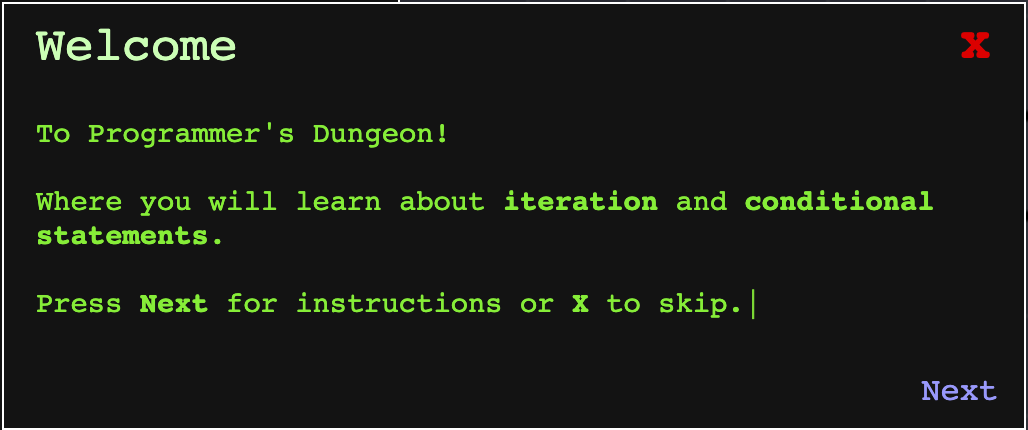 Welcome
X
To Programmer's Dungeon!
Where you will learn about iteration and conditional
statements.
Press Next for instructions or X to skip.
Next